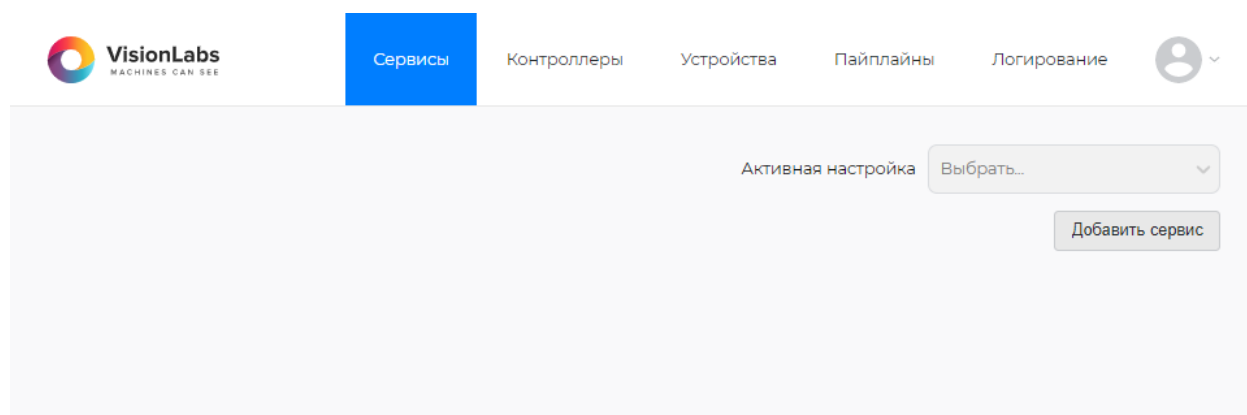 VisionLabs
MACHINES CAN SEE
Сервисы Контроллеры Устройства Пайплайны Логирование
Активная настройка Выбрать...
Добавить сервис